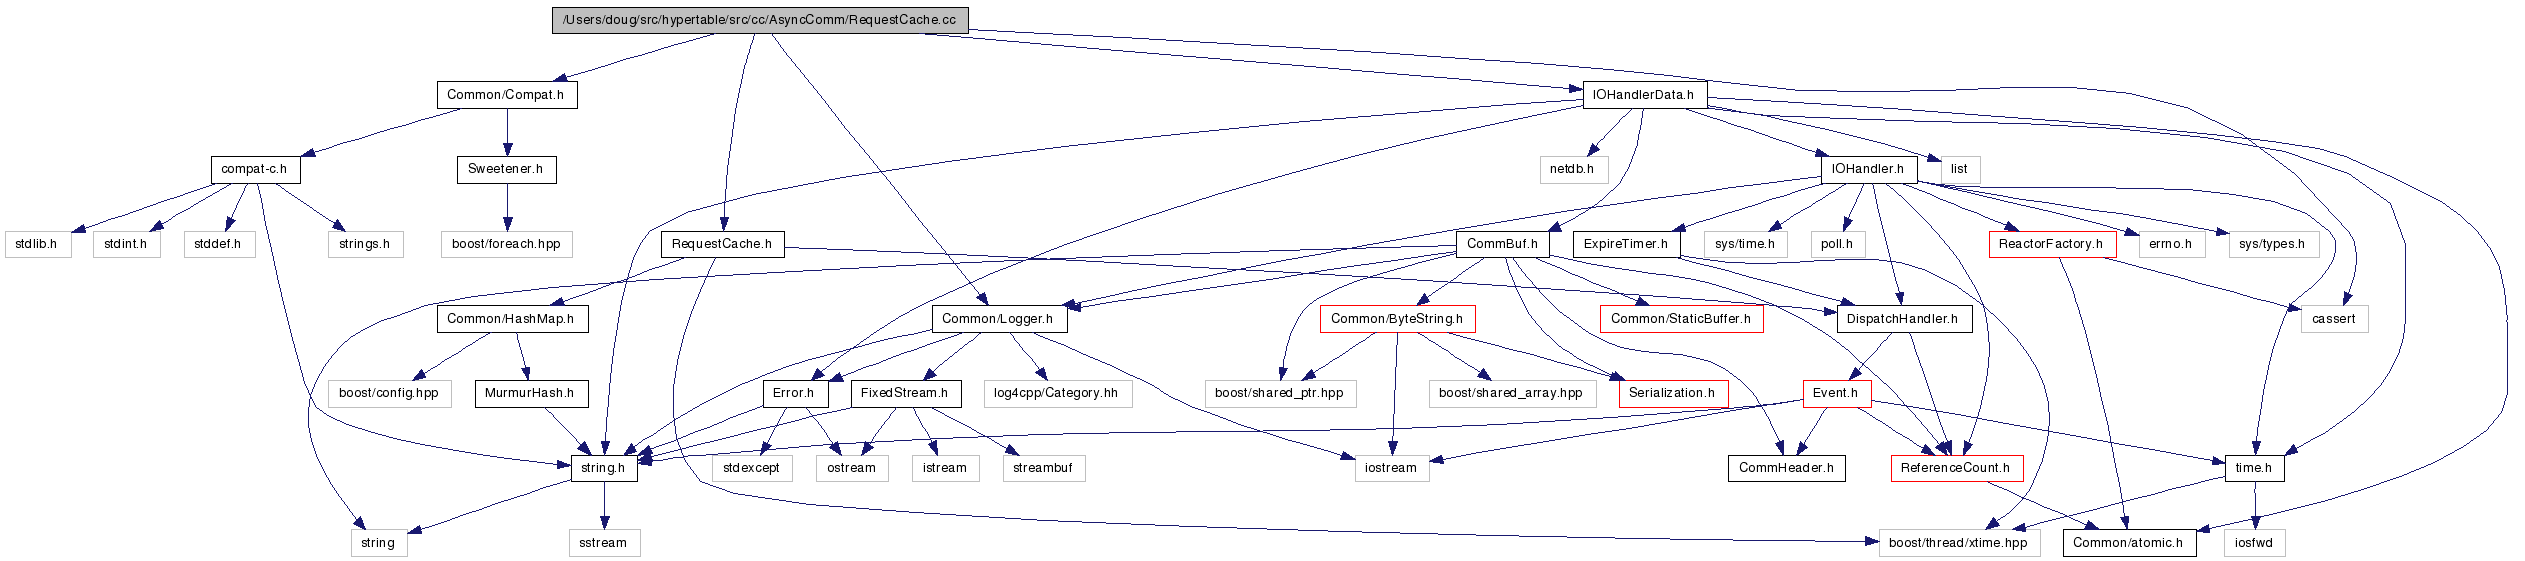 /Users/doug/src/hypertable/src/cc/AsyncComm/RequestCache.cc
Common/Compat.h
IOHandlerData.h
compat-c.h
Sweetener.h
netdb.h
IOHandler.h
list
stdlib.h
stdint.h
stddef.h
strings.h
boost/foreach.hpp
RequestCache.h
CommBuf.h
ExpireTimer.h
sys/time.h
poll.h
ReactorFactory.h
errno.h
sys/types.h
Common/HashMap.h
Common/Logger.h
Common/ByteString.h
Common/StaticBuffer.h
DispatchHandler.h
cassert
boost/config.hpp
MurmurHash.h
Error.h
FixedStream.h
log4cpp/Category.hh
boost/shared_ptr.hpp
boost/shared_array.hpp
Serialization.h
Event.h
string.h
stdexcept
ostream
istream
streambuf
iostream
CommHeader.h
ReferenceCount.h
time.h
string
sstream
boost/thread/xtime.hpp
Common/atomic.h
iosfwd